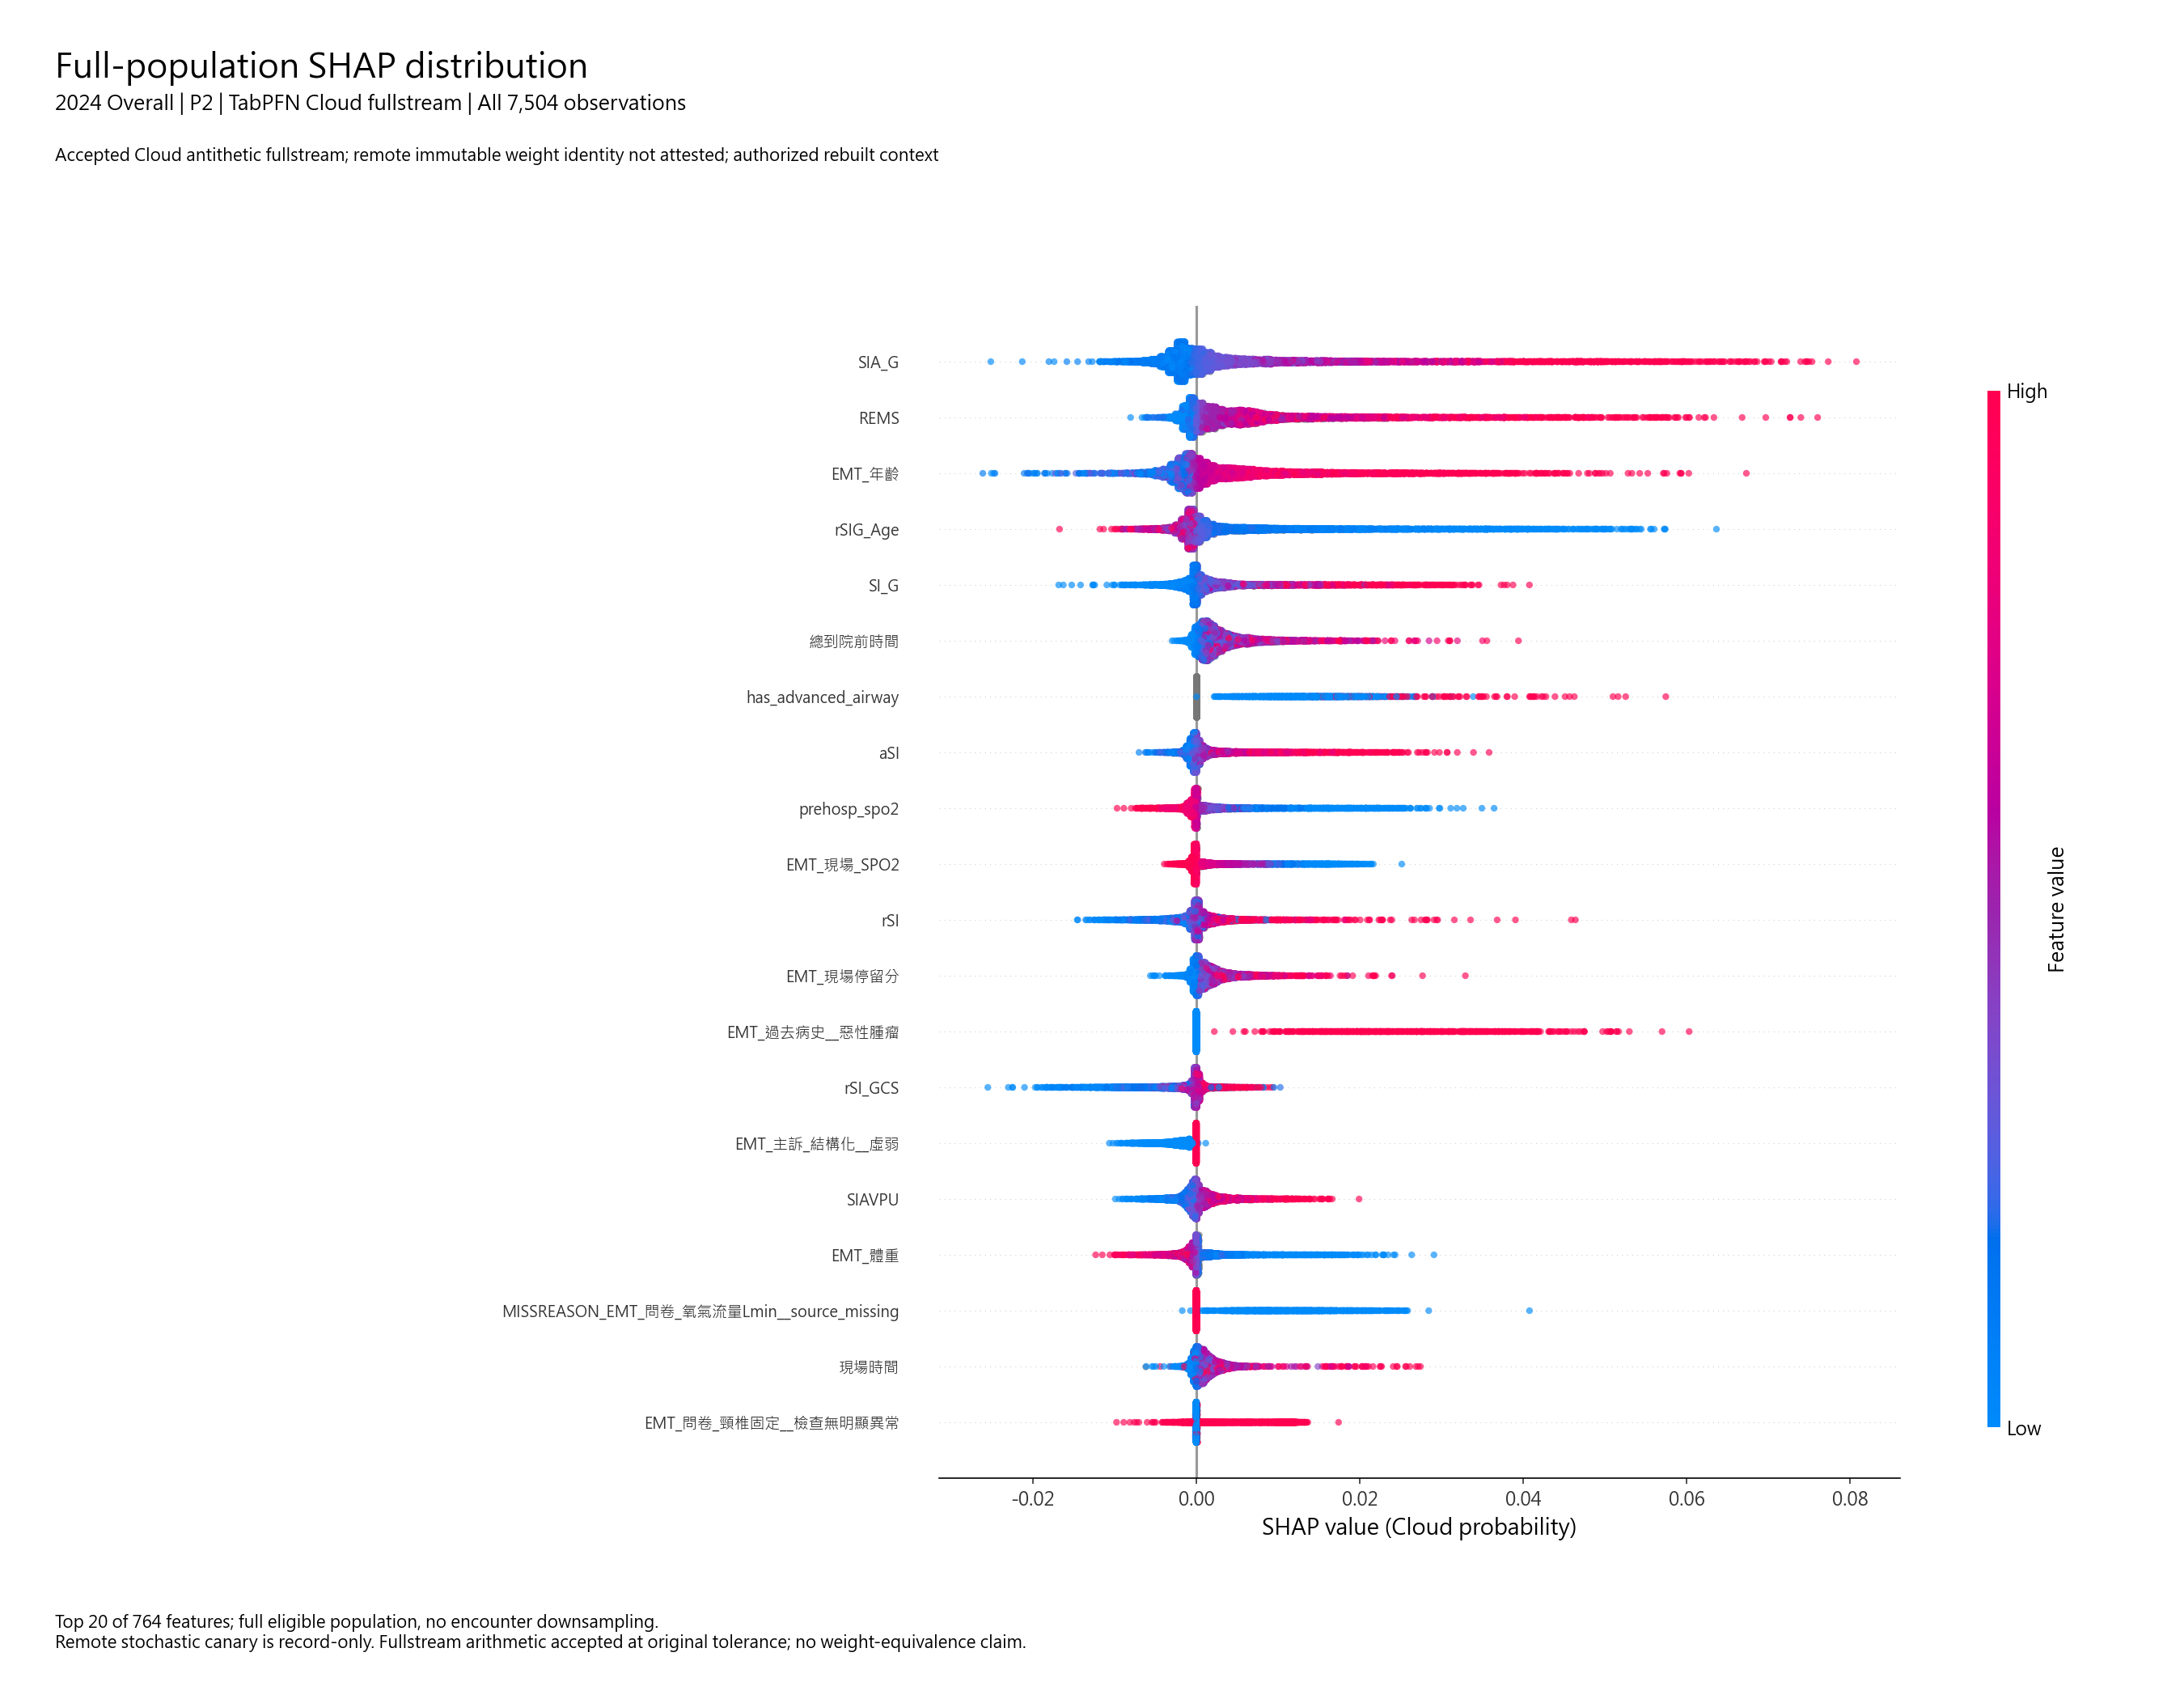 Full-population SHAP distribution
2024 Overall | P2 | TabPFN Cloud fullstream | All 7,504 observations
Accepted Cloud antithetic fullstream; remote immutable weight identity not attested; authorized rebuilt context
SIA_G
REMS
EMT_年齡
rSIG_Age
SI_G
總到院前時間
has_advanced_airway
aSI
prehosp_spo2
EMT_現場_SPO2
rSI
EMT_現場停留分
EMT_過去病史__惡性腫瘤
rSI_GCS
EMT_主訴_結構化__虛弱
SIAVPU
EMT_體重
MISSREASON_EMT_問卷_氧氣流量Lmin__source_missing
現場時間
EMT_問卷_頸椎固定__檢查無明顯異常
-0.02 0.00 0.02 0.04 0.06 0.08
SHAP value (Cloud probability)
High
Feature value
Low
Top 20 of 764 features; full eligible population, no encounter downsampling.
Remote stochastic canary is record-only. Fullstream arithmetic accepted at original tolerance; no weight-equivalence claim.